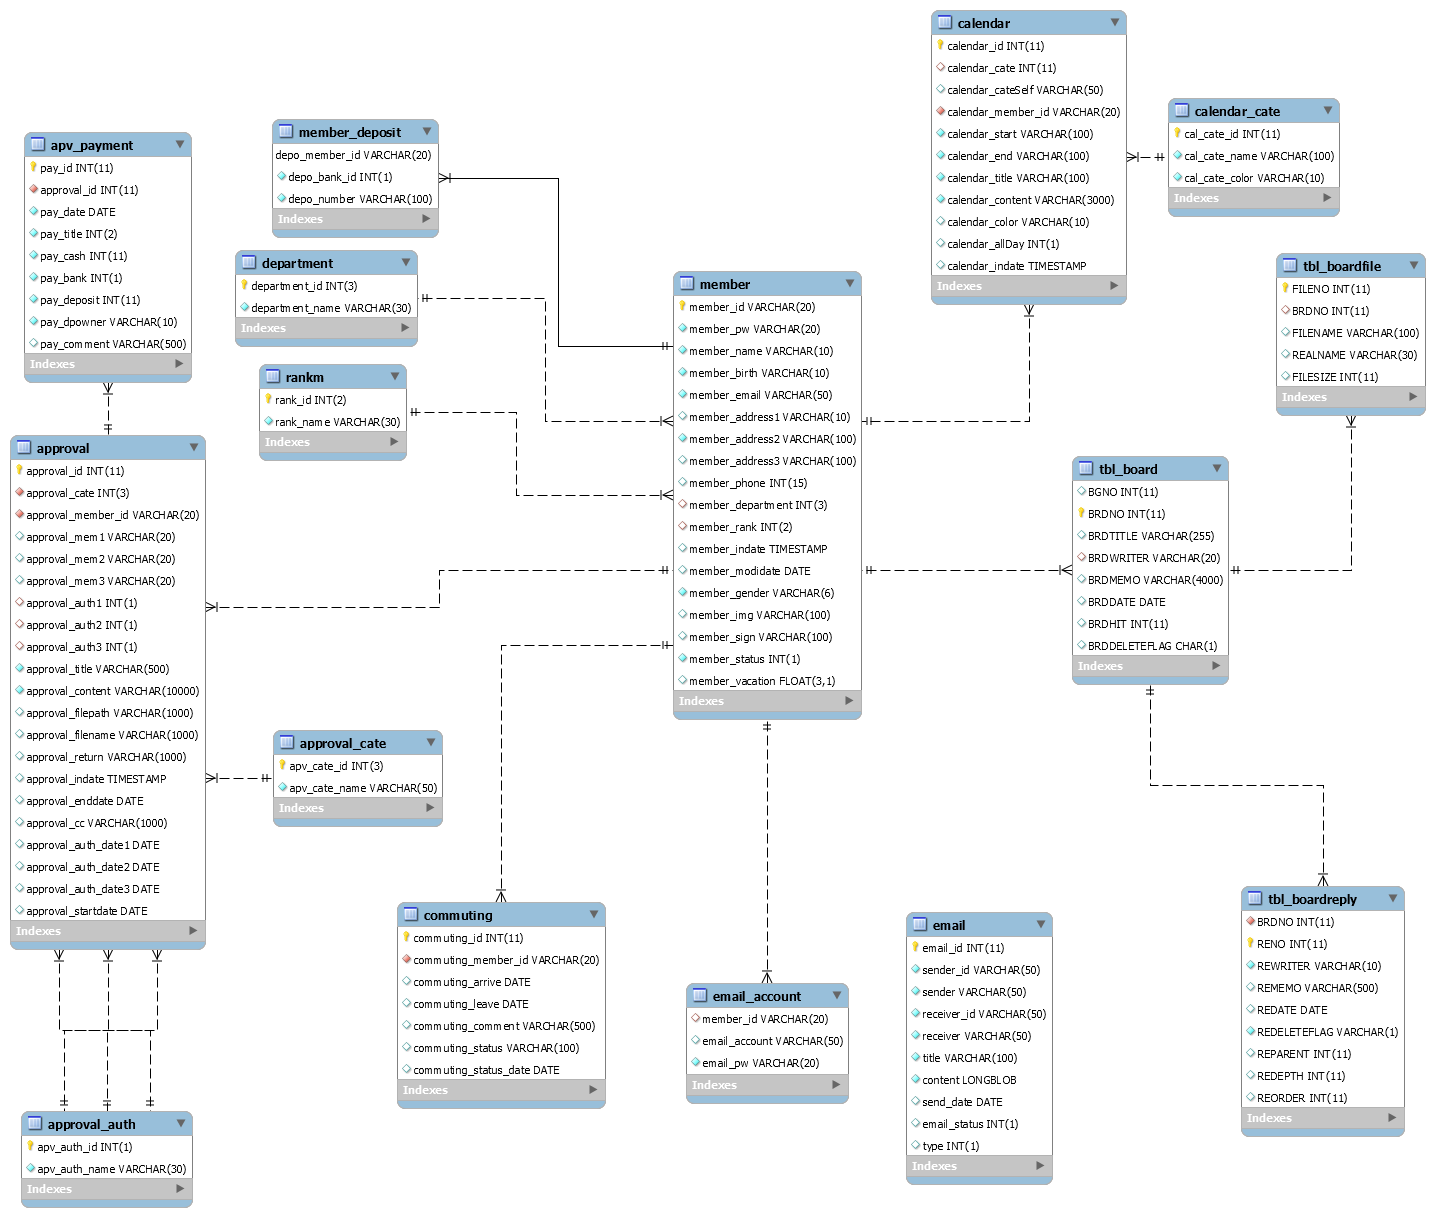 calendar
calendar_id INT(11)
calendar_cate INT(11)
calendar_cateSelf VARCHAR(50)
calendar_member_id VARCHAR(20)
calendar_start VARCHAR(100)
calendar_end VARCHAR(100)
calendar_title VARCHAR(100)
calendar_content VARCHAR(3000)
calendar_color VARCHAR(10)
calendar_allDay INT(1)
calendar_indate TIMESTAMP
Indexes
calendar_cate
cal_cate_id INT(11)
cal_cate_name VARCHAR(100)
cal_cate_color VARCHAR(10)
Indexes
apv_payment
pay_id INT(11)
approval_id INT(11)
pay_date DATE
pay_title INT(2)
pay_cash INT(11)
pay_bank INT(1)
pay_deposit INT(11)
pay_dpowner VARCHAR(10)
pay_comment VARCHAR(500)
Indexes
member_deposit
depo_member_id VARCHAR(20)
depo_bank_id INT(1)
depo_number VARCHAR(100)
Indexes
department
department_id INT(3)
department_name VARCHAR(30)
Indexes
rankm
rank_id INT(2)
rank_name VARCHAR(30)
Indexes
member
member_id VARCHAR(20)
member_pw VARCHAR(20)
member_name VARCHAR(10)
member_birth VARCHAR(10)
member_email VARCHAR(50)
member_address1 VARCHAR(10)
member_address2 VARCHAR(100)
member_address3 VARCHAR(100)
member_phone INT(15)
member_department INT(3)
member_rank INT(2)
member_indate TIMESTAMP
member_modidate DATE
member_gender VARCHAR(6)
member_img VARCHAR(100)
member_sign VARCHAR(100)
member_status INT(1)
member_vacation FLOAT(3,1)
Indexes
tbl_boardfile
FILENO INT(11)
BRDNO INT(11)
FILENAME VARCHAR(100)
REALNAME VARCHAR(30)
FILESIZE INT(11)
Indexes
approval
approval_id INT(11)
approval_cate INT(3)
approval_member_id VARCHAR(20)
approval_mem1 VARCHAR(20)
approval_mem2 VARCHAR(20)
approval_mem3 VARCHAR(20)
approval_auth1 INT(1)
approval_auth2 INT(1)
approval_auth3 INT(1)
approval_title VARCHAR(500)
approval_content VARCHAR(10000)
approval_filepath VARCHAR(1000)
approval_filename VARCHAR(1000)
approval_return VARCHAR(1000)
approval_indate TIMESTAMP
approval_enddate DATE
approval_cc VARCHAR(1000)
approval_auth_date1 DATE
approval_auth_date2 DATE
approval_auth_date3 DATE
approval_startdate DATE
Indexes
tbl_board
BGNO INT(11)
BRDNO INT(11)
BRDTITLE VARCHAR(255)
BRDWRITER VARCHAR(20)
BRDMEMO VARCHAR(4000)
BRDDATE DATE
BRDHIT INT(11)
BRDDELETEFLAG CHAR(1)
Indexes
approval_cate
apv_cate_id INT(3)
apv_cate_name VARCHAR(50)
Indexes
commuting
commuting_id INT(11)
commuting_member_id VARCHAR(20)
commuting_arrive DATE
commuting_leave DATE
commuting_comment VARCHAR(500)
commuting_status VARCHAR(100)
commuting_status_date DATE
Indexes
email_account
member_id VARCHAR(20)
email_account VARCHAR(50)
email_pw VARCHAR(20)
Indexes
email
email_id INT(11)
sender_id VARCHAR(50)
sender VARCHAR(50)
receiver_id VARCHAR(50)
receiver VARCHAR(50)
title VARCHAR(100)
content LONGBLOB
send_date DATE
email_status INT(1)
type INT(1)
Indexes
tbl_boardreply
BRDNO INT(11)
RENO INT(11)
REWRITER VARCHAR(10)
REMEMO VARCHAR(500)
REDATE DATE
REDELETEFLAG VARCHAR(1)
REPARENT INT(11)
REDEPTH INT(11)
REORDER INT(11)
Indexes
approval_auth
apv_auth_id INT(1)
apv_auth_name VARCHAR(30)
Indexes